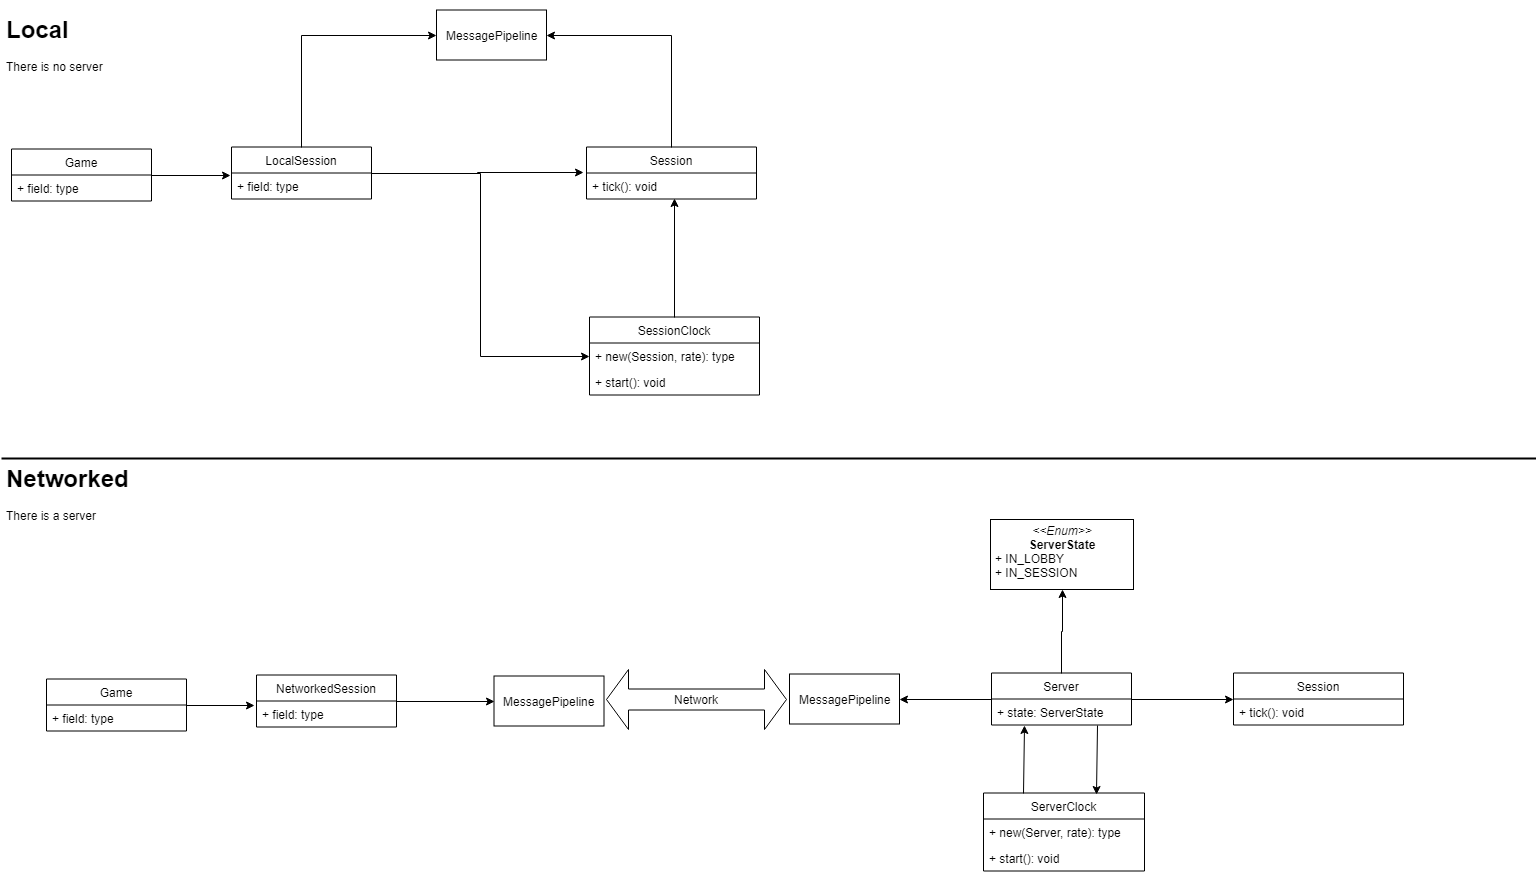 Local
There is no server
MessagePipeline
Game
+ field: type
LocalSession
+ field: type
Session
+ tick(): void
SessionClock
+ new(Session, rate): type
+ start(): void
Networked
There is a server
<<Enum>>
ServerState
+ IN_LOBBY
+ IN_SESSION
Game
+ field: type
NetworkedSession
+ field: type
MessagePipeline
Network
MessagePipeline
Server
+ state: ServerState
Session
+ tick(): void
ServerClock
+ new(Server, rate): type
+ start(): void